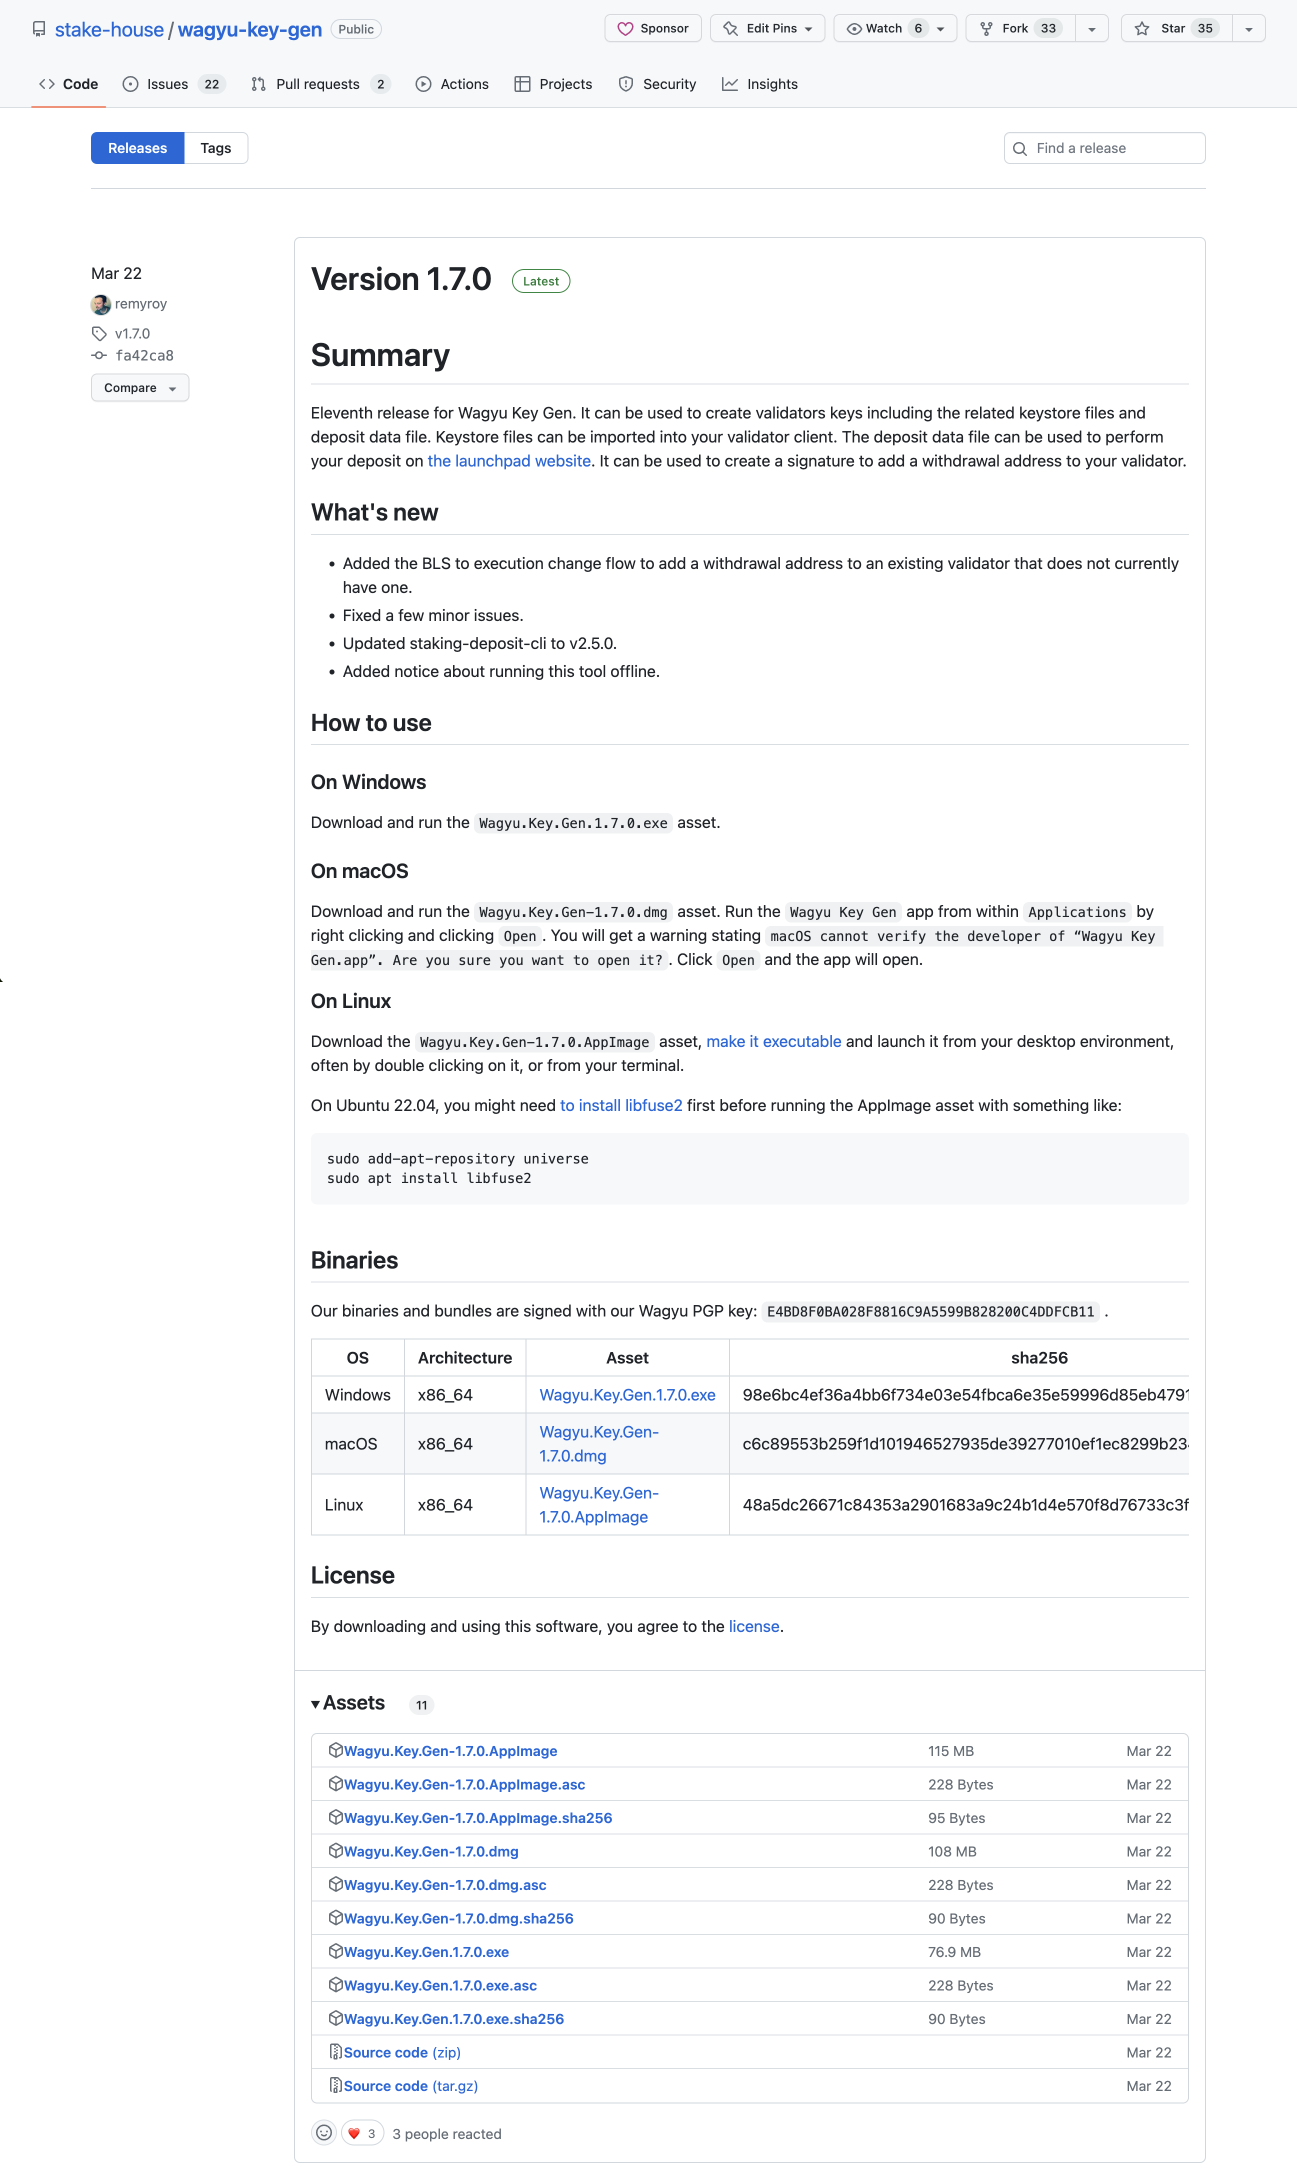 stake-house / wagyu-key-gen Public
Sponsor Edit Pins Watch 6 Fork 33 Star 35
Code Issues 22 Pull requests 2 Actions Projects Security Insights
Releases Tags Find a release
Mar 22
remyroy
v1.7.0
fa42ca8
Compare
Version 1.7.0 Latest
Summary
Eleventh release for Wagyu Key Gen. It can be used to create validators keys including the related keystore files and
deposit data file. Keystore files can be imported into your validator client. The deposit data file can be used to perform
your deposit on the launchpad website. It can be used to create a signature to add a withdrawal address to your validator.
What's new
• Added the BLS to execution change flow to add a withdrawal address to an existing validator that does not currently
have one.
• Fixed a few minor issues.
• Updated staking-deposit-cli to v2.5.0.
• Added notice about running this tool offline.
How to use
On Windows
Download and run the Wagyu.Key.Gen.1.7.0.exe asset.
On macOS
Download and run the Wagyu.Key.Gen-1.7.0.dmg asset. Run the Wagyu Key Gen app from within Applications by
right clicking and clicking Open . You will get a warning stating macOS cannot verify the developer of “Wagyu Key
Gen.app”. Are you sure you want to open it? . Click Open and the app will open.
On Linux
Download the Wagyu.Key.Gen-1.7.0.AppImage asset, make it executable and launch it from your desktop environment,
often by double clicking on it, or from your terminal.
On Ubuntu 22.04, you might need to install libfuse2 first before running the AppImage asset with something like:
sudo add-apt-repository universe
sudo apt install libfuse2
Binaries
Our binaries and bundles are signed with our Wagyu PGP key: E4BD8F0BA028F8816C9A5599B828200C4DDFCB11 .
OS Architecture Asset sha256
Windows x86_64 Wagyu.Key.Gen.1.7.0.exe 98e6bc4ef36a4bb6f734e03e54fbca6e35e59996d85eb4791
macOS x86_64 Wagyu.Key.Gen-
1.7.0.dmg c6c89553b259f1d101946527935de39277010ef1ec8299b23
Linux x86_64 Wagyu.Key.Gen-
1.7.0.AppImage 48a5dc26671c84353a2901683a9c24b1d4e570f8d76733c3f
License
By downloading and using this software, you agree to the license.
Assets 11
Wagyu.Key.Gen-1.7.0.AppImage 115 MB Mar 22
Wagyu.Key.Gen-1.7.0.AppImage.asc 228 Bytes Mar 22
Wagyu.Key.Gen-1.7.0.AppImage.sha256 95 Bytes Mar 22
Wagyu.Key.Gen-1.7.0.dmg 108 MB Mar 22
Wagyu.Key.Gen-1.7.0.dmg.asc 228 Bytes Mar 22
Wagyu.Key.Gen-1.7.0.dmg.sha256 90 Bytes Mar 22
Wagyu.Key.Gen.1.7.0.exe 76.9 MB Mar 22
Wagyu.Key.Gen.1.7.0.exe.asc 228 Bytes Mar 22
Wagyu.Key.Gen.1.7.0.exe.sha256 90 Bytes Mar 22
Source code (zip) Mar 22
Source code (tar.gz) Mar 22
❤️ 3 3 people reacted